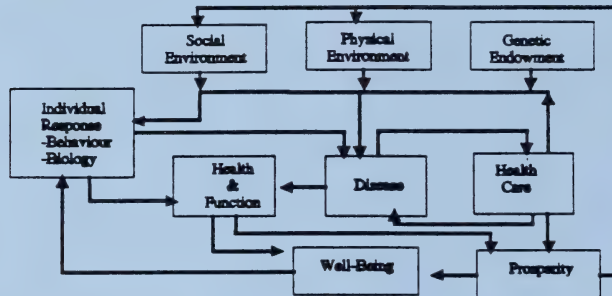 Social
Environment
Physical
Environment
Genetic
Endowment
Individual
Response
-Behaviour
-Biology
Health
&
Function
Disease
Health
Care
Well-Being
Prosperity